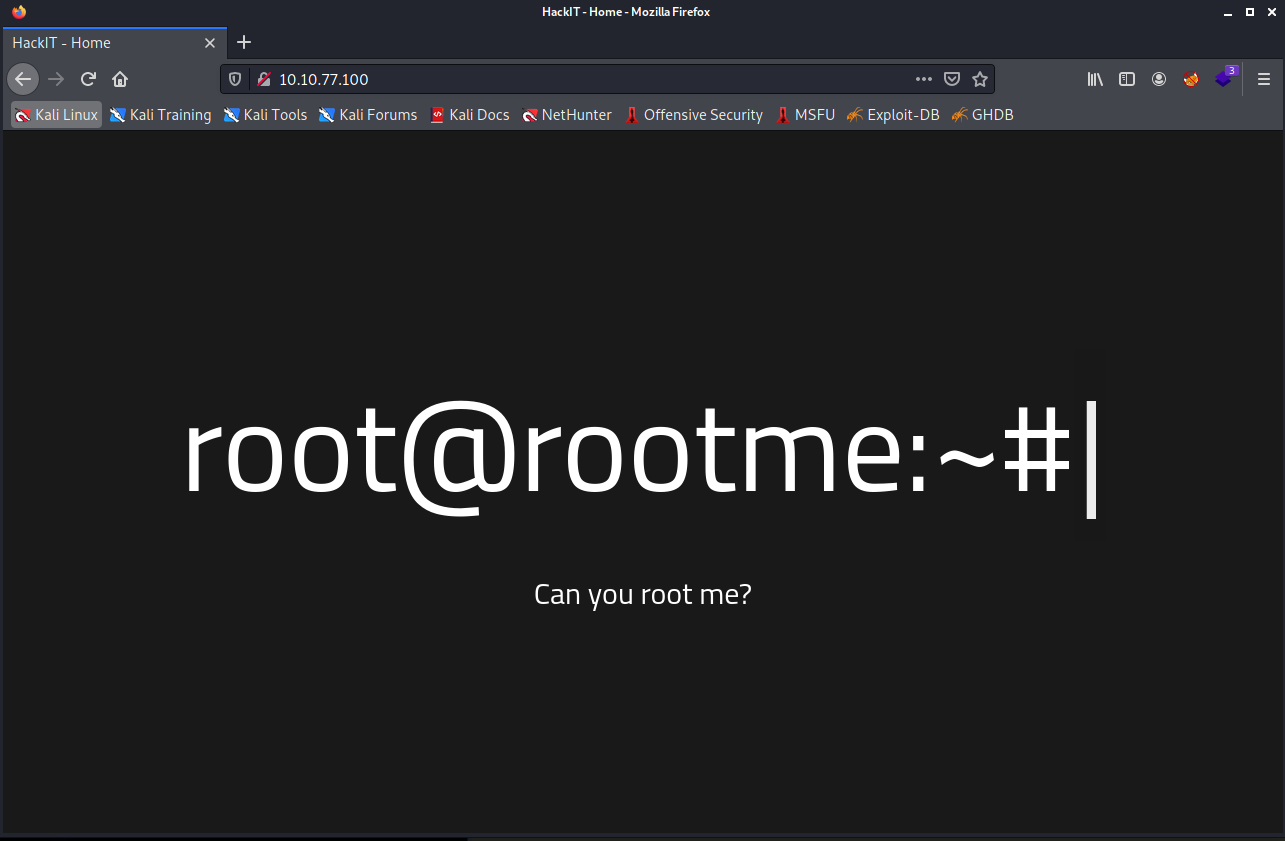 HackIT - Home - Mozilla Firefox
HackIT - Home
10.10.77.100
3
Kali Linux Kali Training Kali Tools Kali Forums Kali Docs NetHunter Offensive Security MSFU Exploit-DB GHDB
root@rootme:~#|
Can you root me?